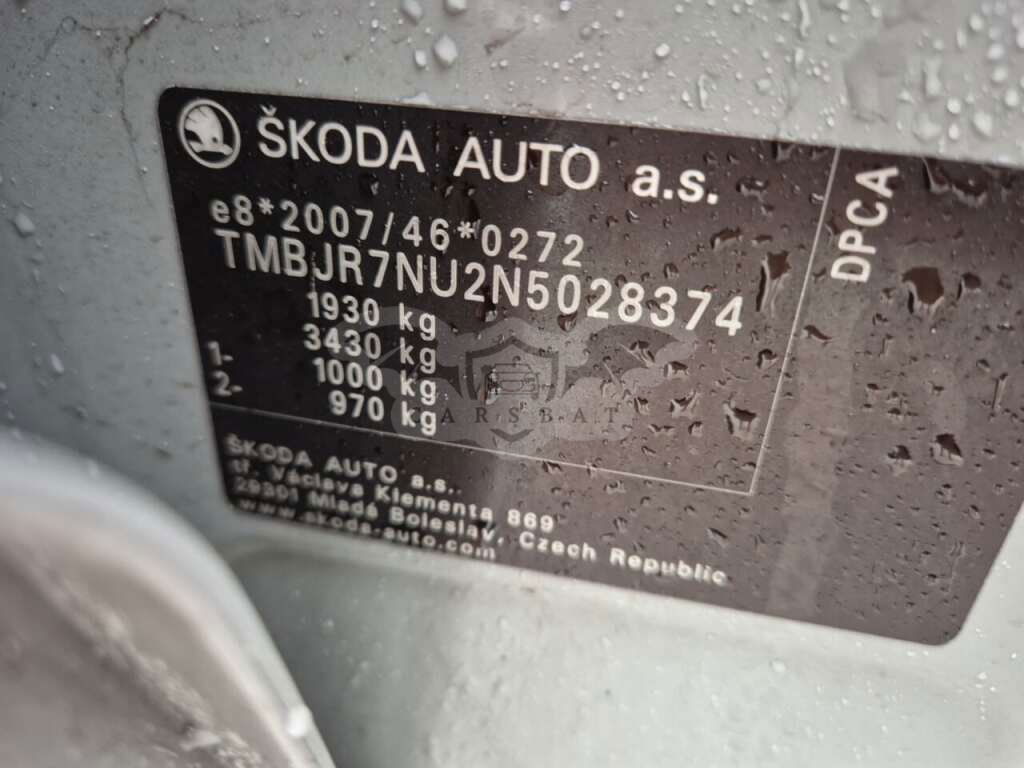 ŠKODA AUTO a.s.
e8*2007/46*0272
TMBJR7NU2N5028374
1930 kg
3430 kg
1- 1000 kg
2- 970 kg
DPCA
ŠKODA AUTO a.s.
tř. Václava Klementa 869
29301 Mladá Boleslav, Czech Republic
www.skoda-auto.com
CARSBAT